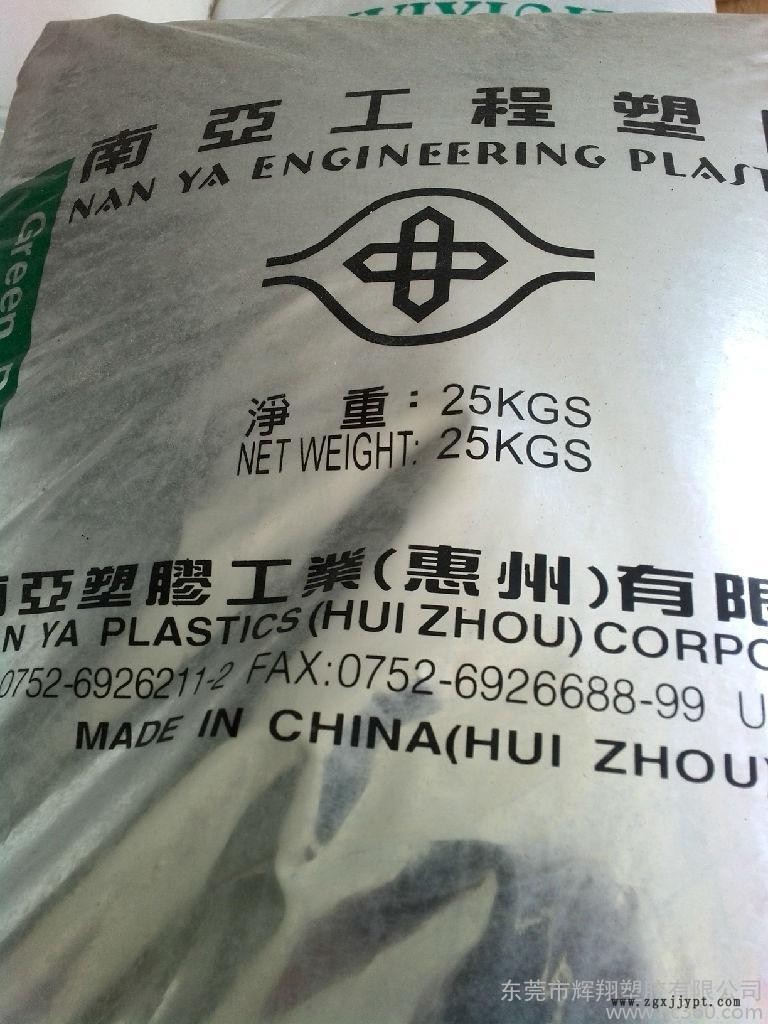 南亞工程塑
NAN YA ENGINEERING PLAST
Green
淨 重：25KGS
NET WEIGHT: 25KGS
亞塑膠工業(惠州)有限
N YA PLASTICS(HUI ZHOU)CORPO
0752-6926211-2 FAX:0752-6926688-99 U
MADE IN CHINA(HUI ZHOU)
东莞市辉翔塑胶有限公司
www.zgxjjypt.com